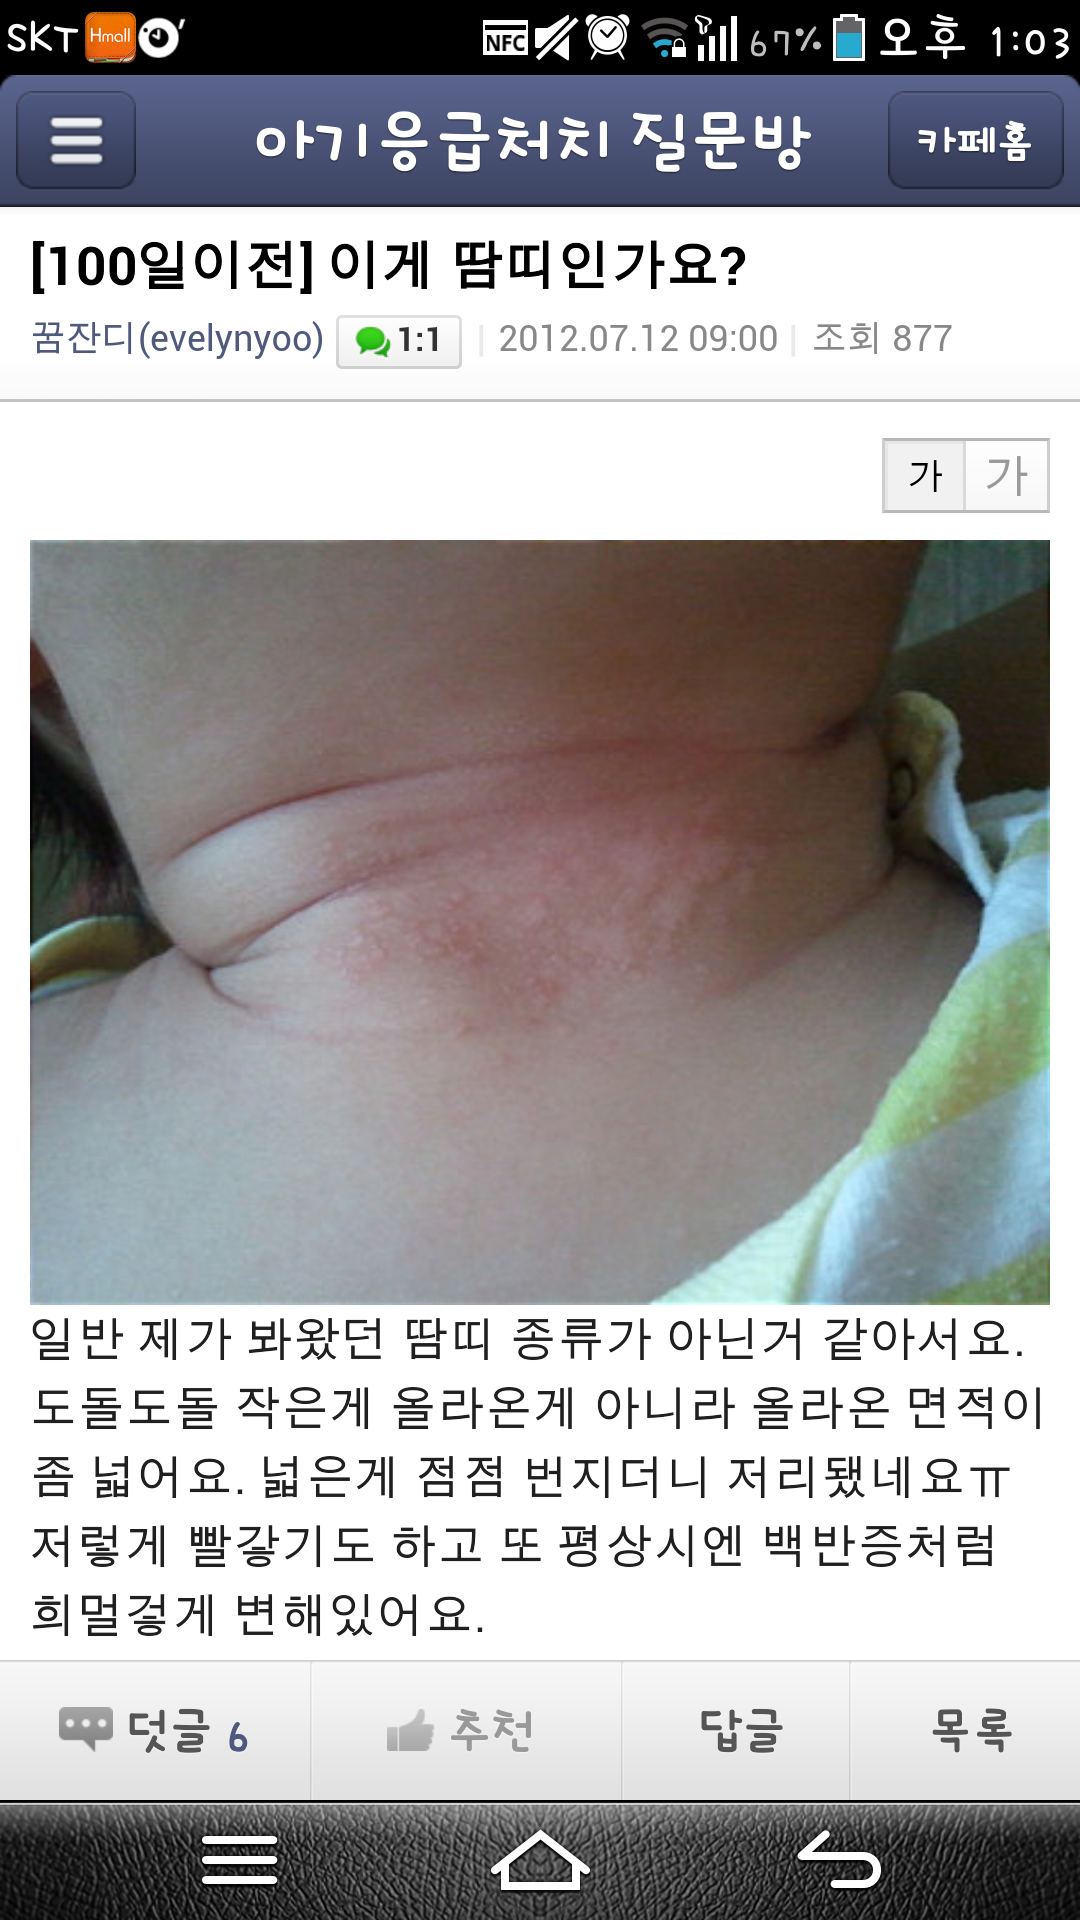 SKT Hmall NFC 67% 오후 1:03
아기응급처치 질문방 카페홈
[100일이전] 이게 땀띠인가요?
꿈잔디(evelynyoo) 1:1 2012.07.12 09:00 조회 877
가 가
일반 제가 봐왔던 땀띠 종류가 아닌거 같아서요.
도돌도돌 작은게 올라온게 아니라 올라온 면적이
좀 넓어요. 넓은게 점점 번지더니 저리됐네요ㅠ
저렇게 빨갛기도 하고 또 평상시엔 백반증처럼
희멀겋게 변해있어요.
댓글 6 추천 답글 목록